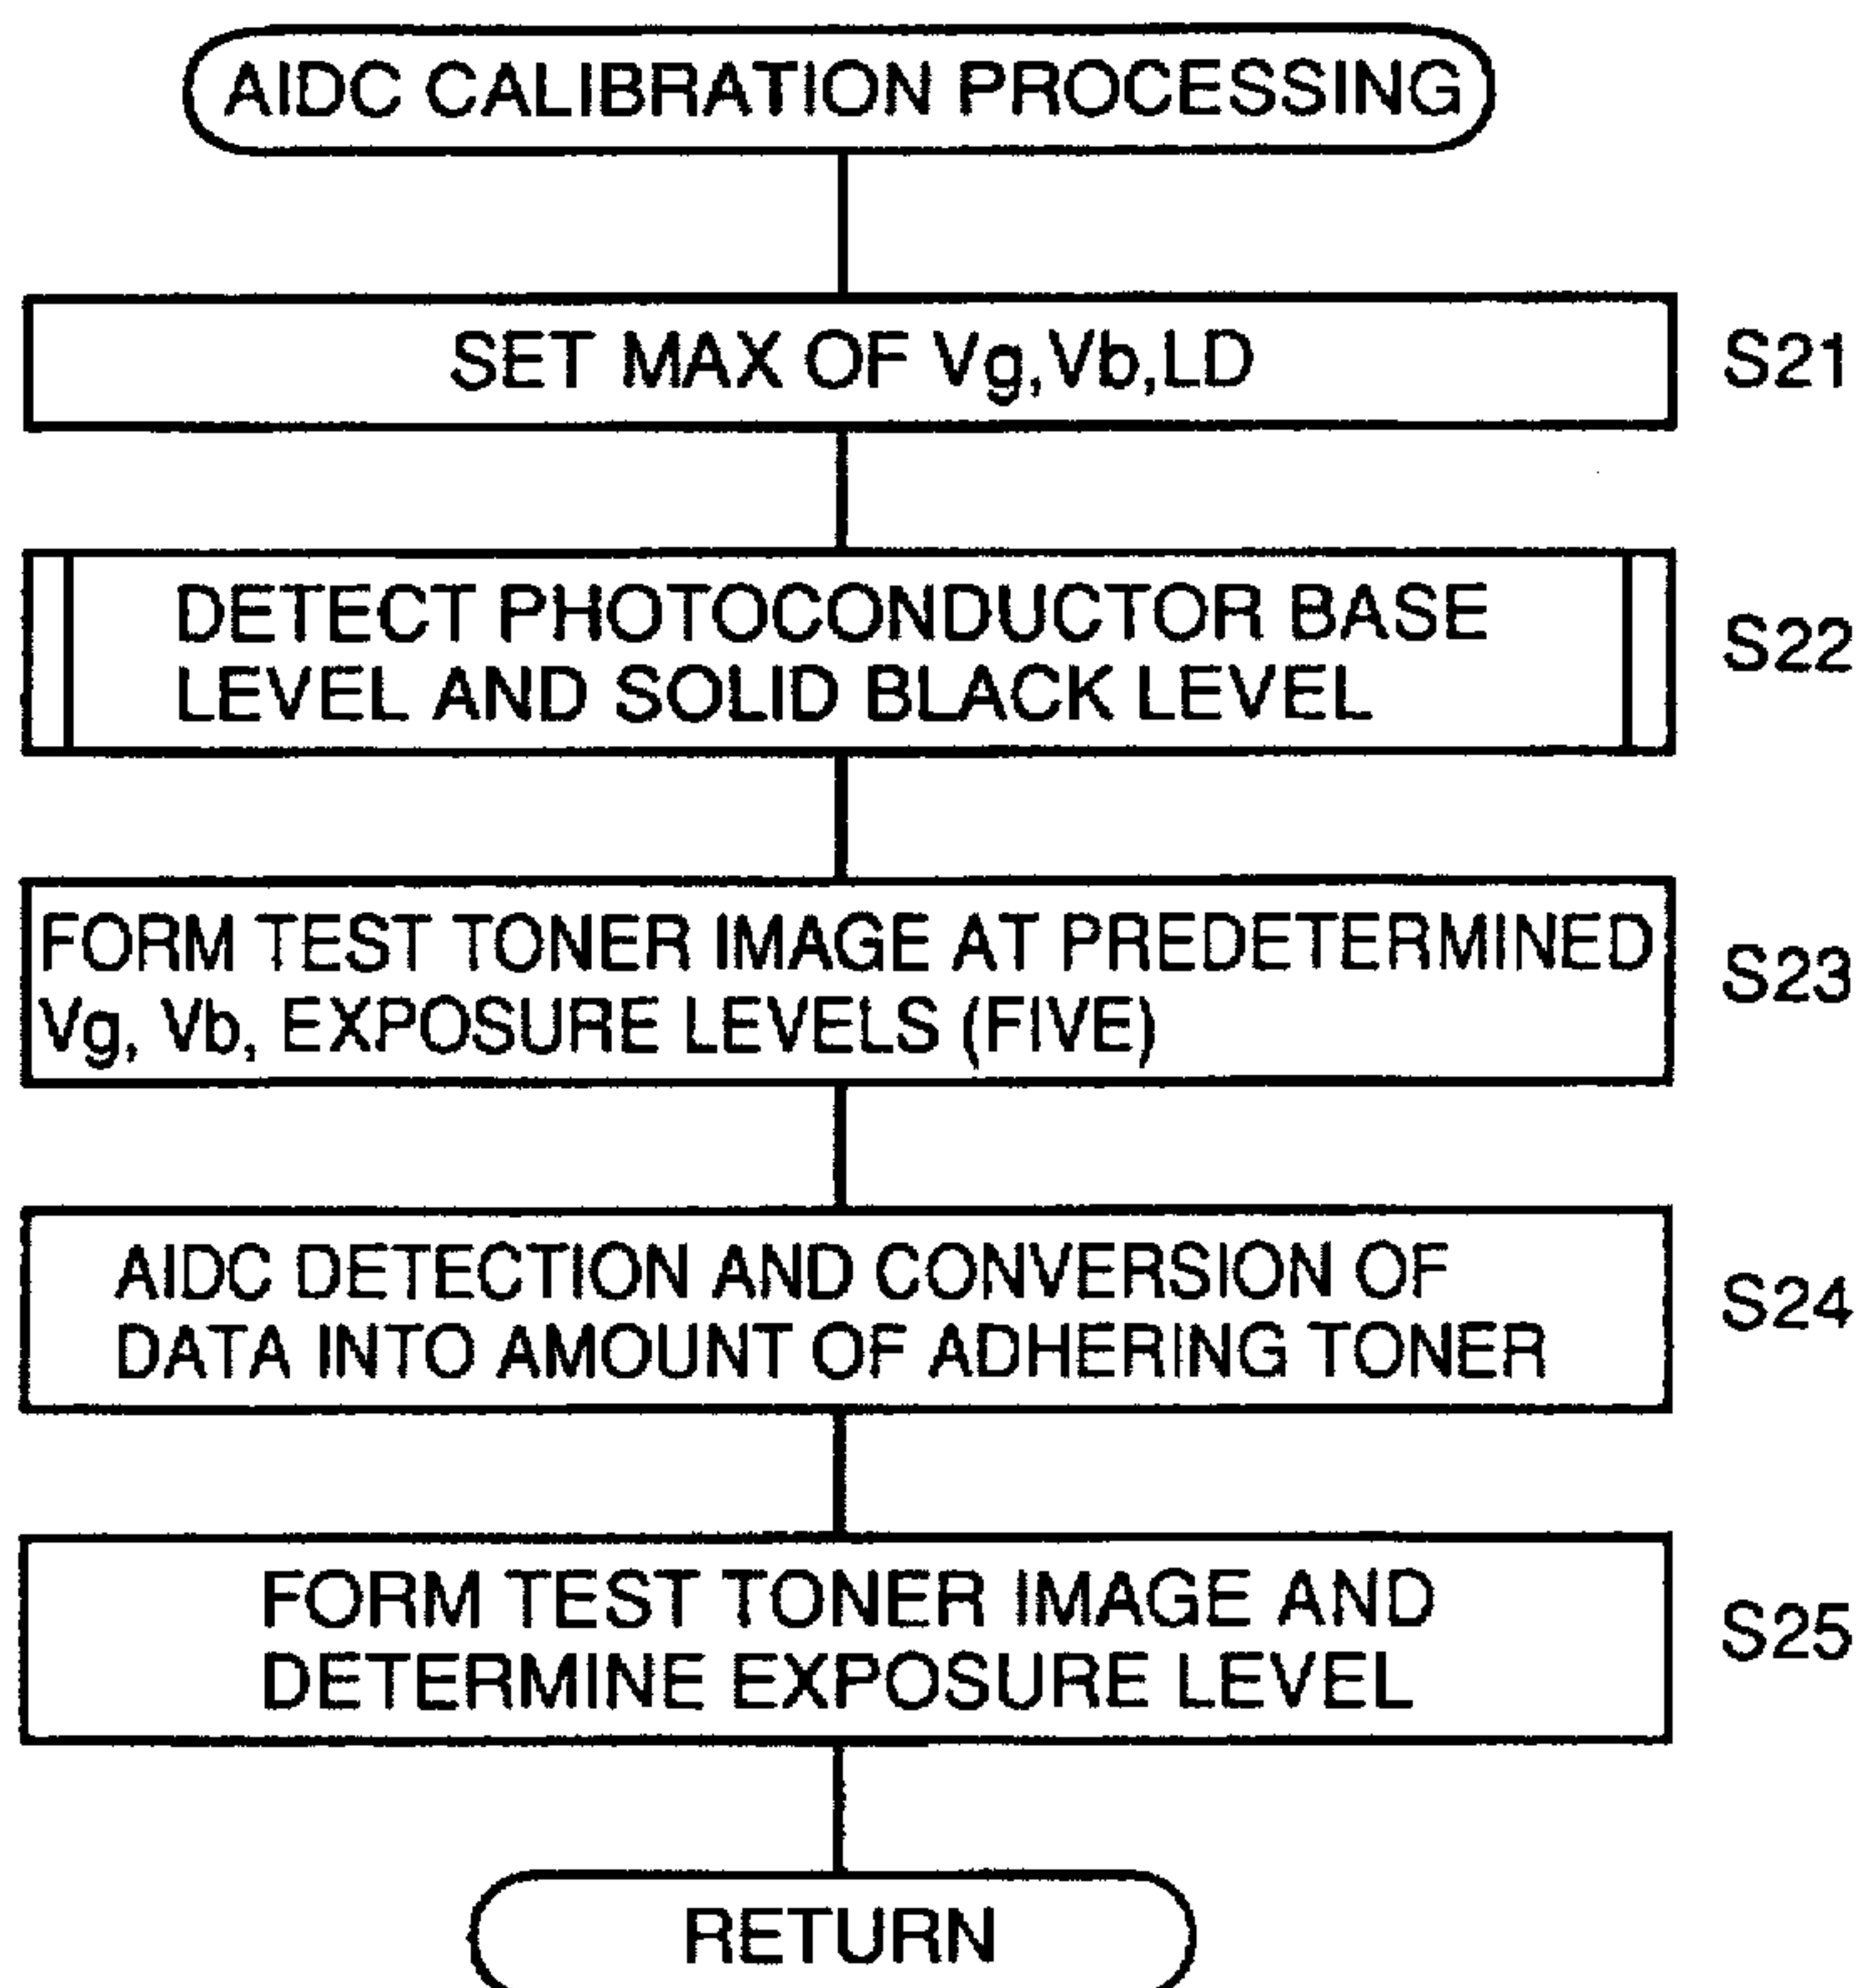 AIDC CALIBRATION PROCESSING
SET MAX OF Vg,Vb,LD
S21
DETECT PHOTOCONDUCTOR BASE
LEVEL AND SOLID BLACK LEVEL
S22
FORM TEST TONER IMAGE AT PREDETERMINED
Vg, Vb, EXPOSURE LEVELS (FIVE)
S23
AIDC DETECTION AND CONVERSION OF
DATA INTO AMOUNT OF ADHERING TONER
S24
FORM TEST TONER IMAGE AND
DETERMINE EXPOSURE LEVEL
S25
RETURN